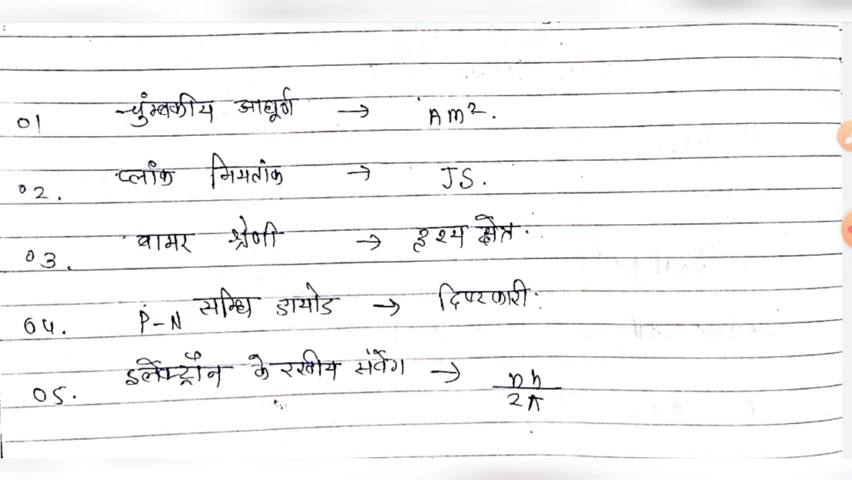 01 चुंम्बकीय आघूर्ण → Am².
02. प्लांक नियतांक → JS.
03. बामर श्रेणी → दृश्य क्षेत्र.
04. P-N सन्धि डायोड → दिष्टकारी.
05. इलेक्ट्रॉन के रखीय संवेग → nh/2π